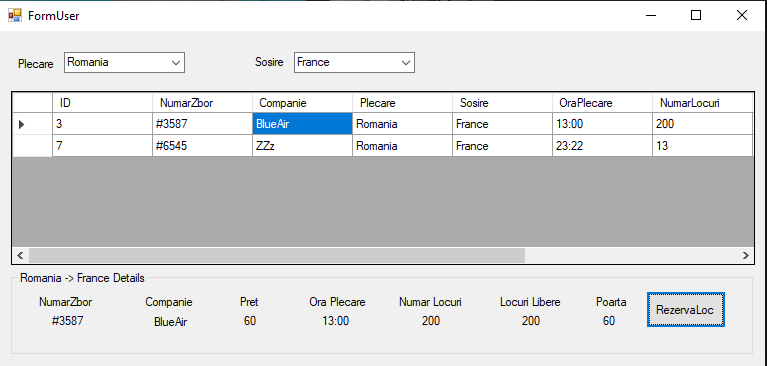 FormUser
Plecare Romania Sosire France
ID NumarZbor Companie Plecare Sosire OraPlecare NumarLocuri
3 #3587 BlueAir Romania France 13:00 200
7 #6545 ZZz Romania France 23:22 13
Romania -> France Details
NumarZbor Companie Pret Ora Plecare Numar Locuri Locuri Libere Poarta
#3587 BlueAir 60 13:00 200 200 60 RezervaLoc